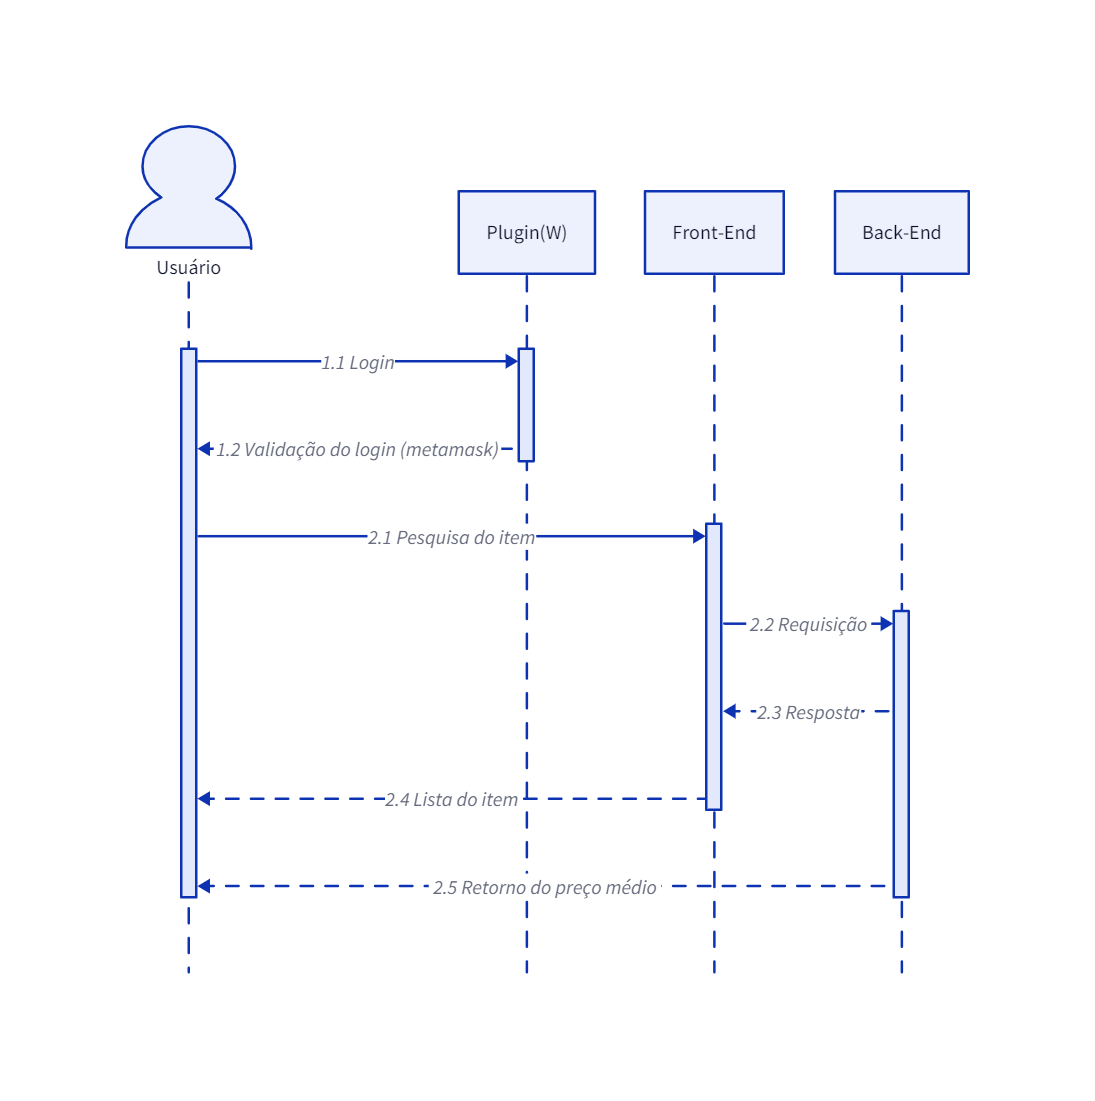 Usuário
Plugin(W)
Front-End
Back-End
1.1 Login
1.2 Validação do login (metamask)
2.1 Pesquisa do item
2.2 Requisição
2.3 Resposta
2.4 Lista do item
2.5 Retorno do preço médio